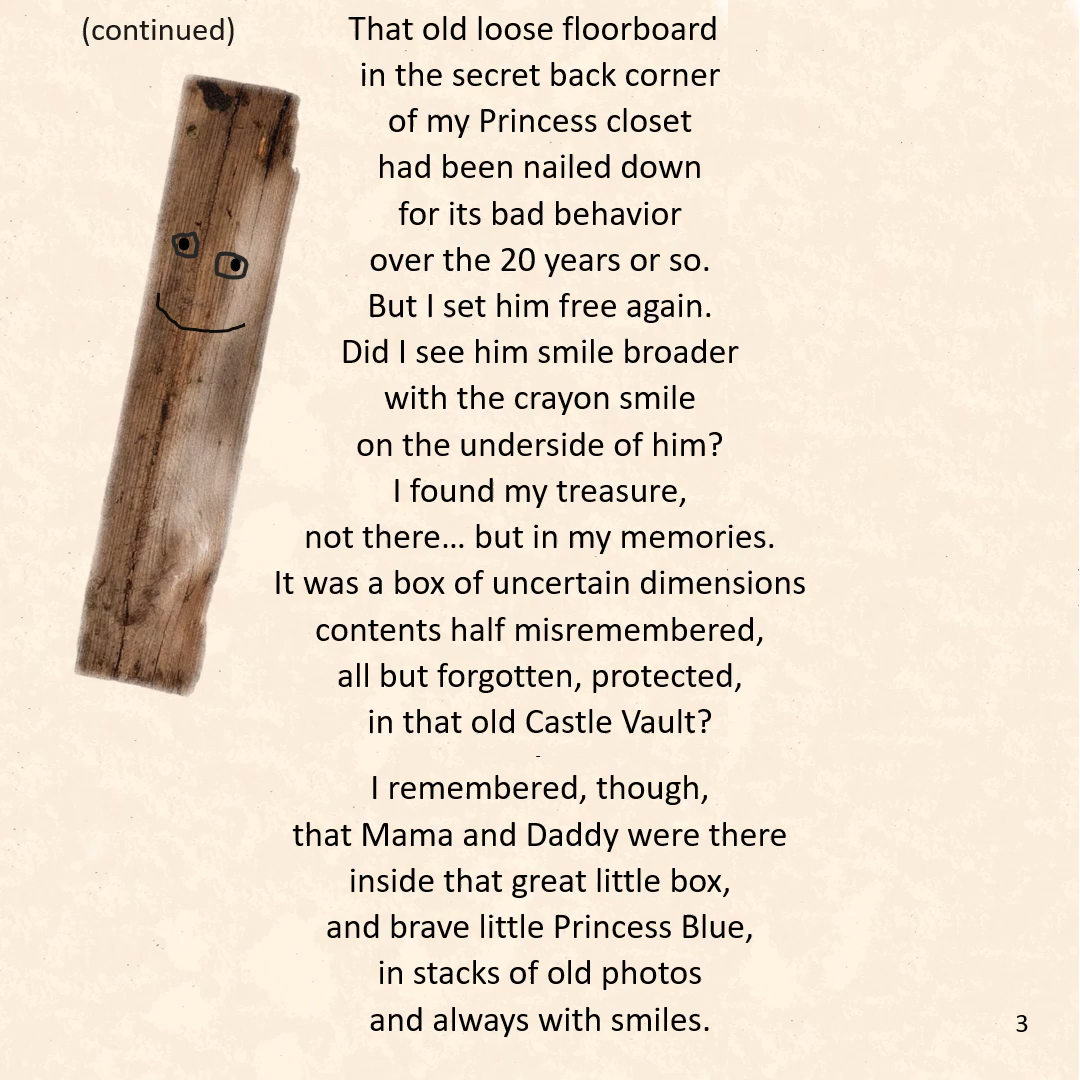 (continued)
That old loose floorboard
in the secret back corner
of my Princess closet
had been nailed down
for its bad behavior
over the 20 years or so.
But I set him free again.
Did I see him smile broader
with the crayon smile
on the underside of him?
I found my treasure,
not there… but in my memories.
It was a box of uncertain dimensions
contents half misremembered,
all but forgotten, protected,
in that old Castle Vault?
-
I remembered, though,
that Mama and Daddy were there
inside that great little box,
and brave little Princess Blue,
in stacks of old photos
and always with smiles.
3